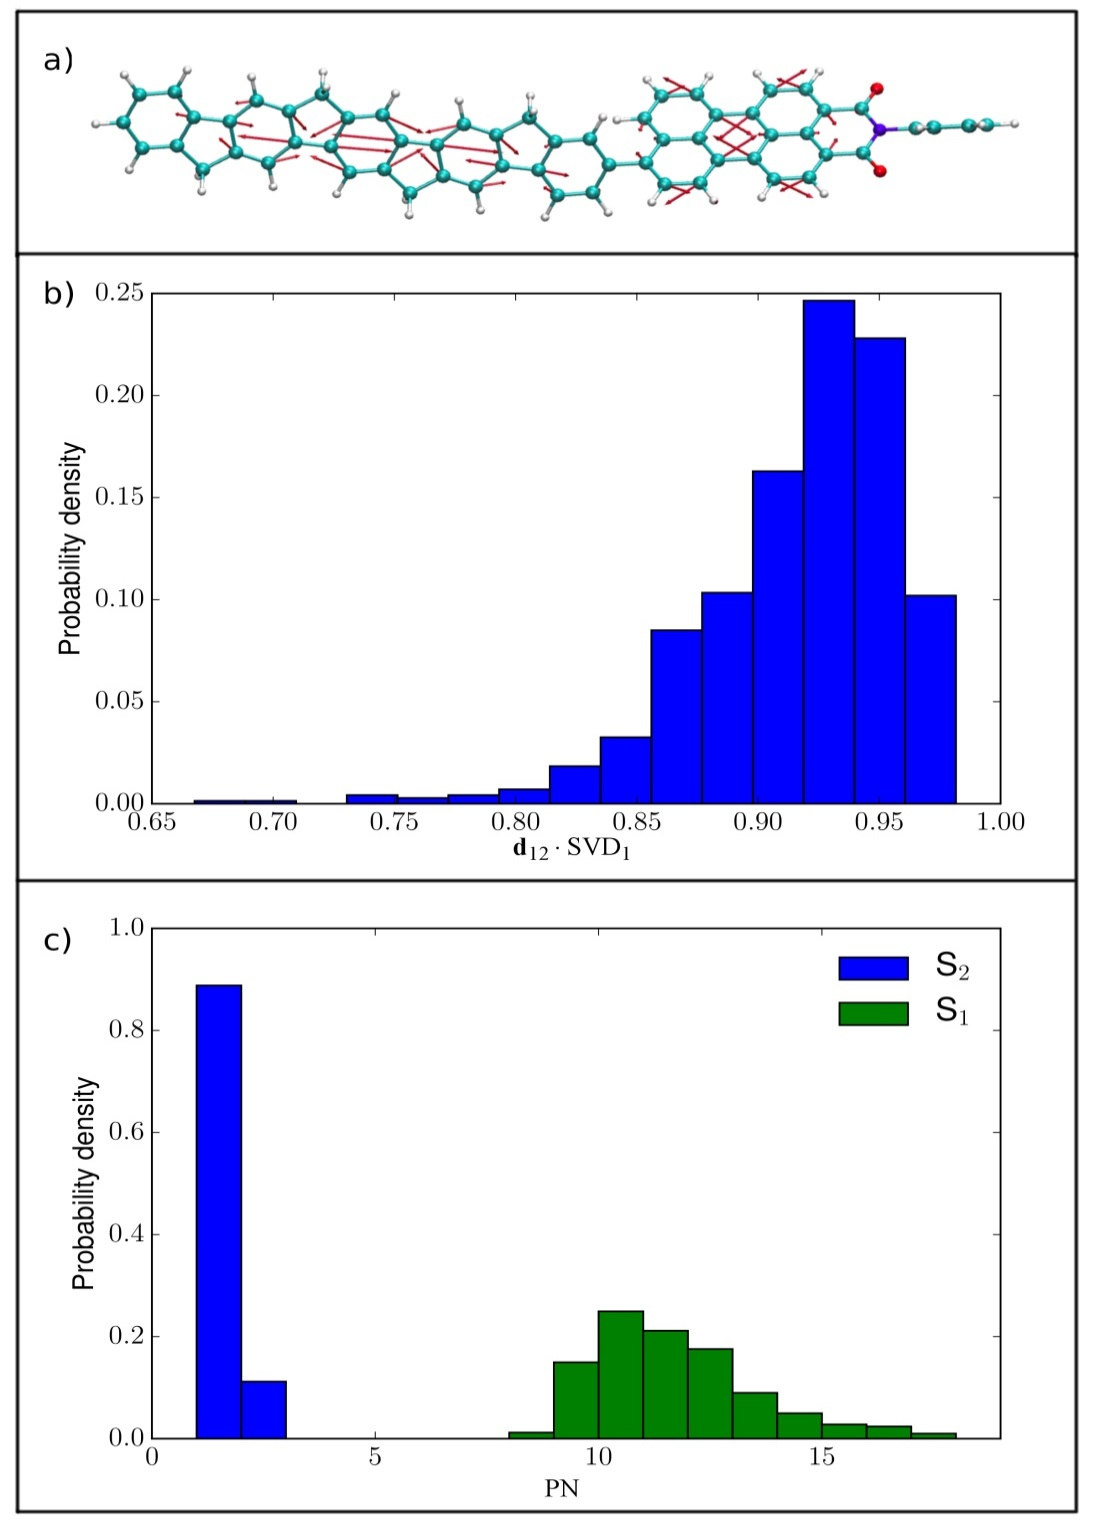 a)
b)
0.25
0.20
0.15
0.10
0.05
0.00
Probability density
0.65 0.70 0.75 0.80 0.85 0.90 0.95 1.00
d₁₂ · SVD₁
c)
1.0
0.8
0.6
0.4
0.2
0.0
Probability density
S₂
S₁
0 5 10 15
PN